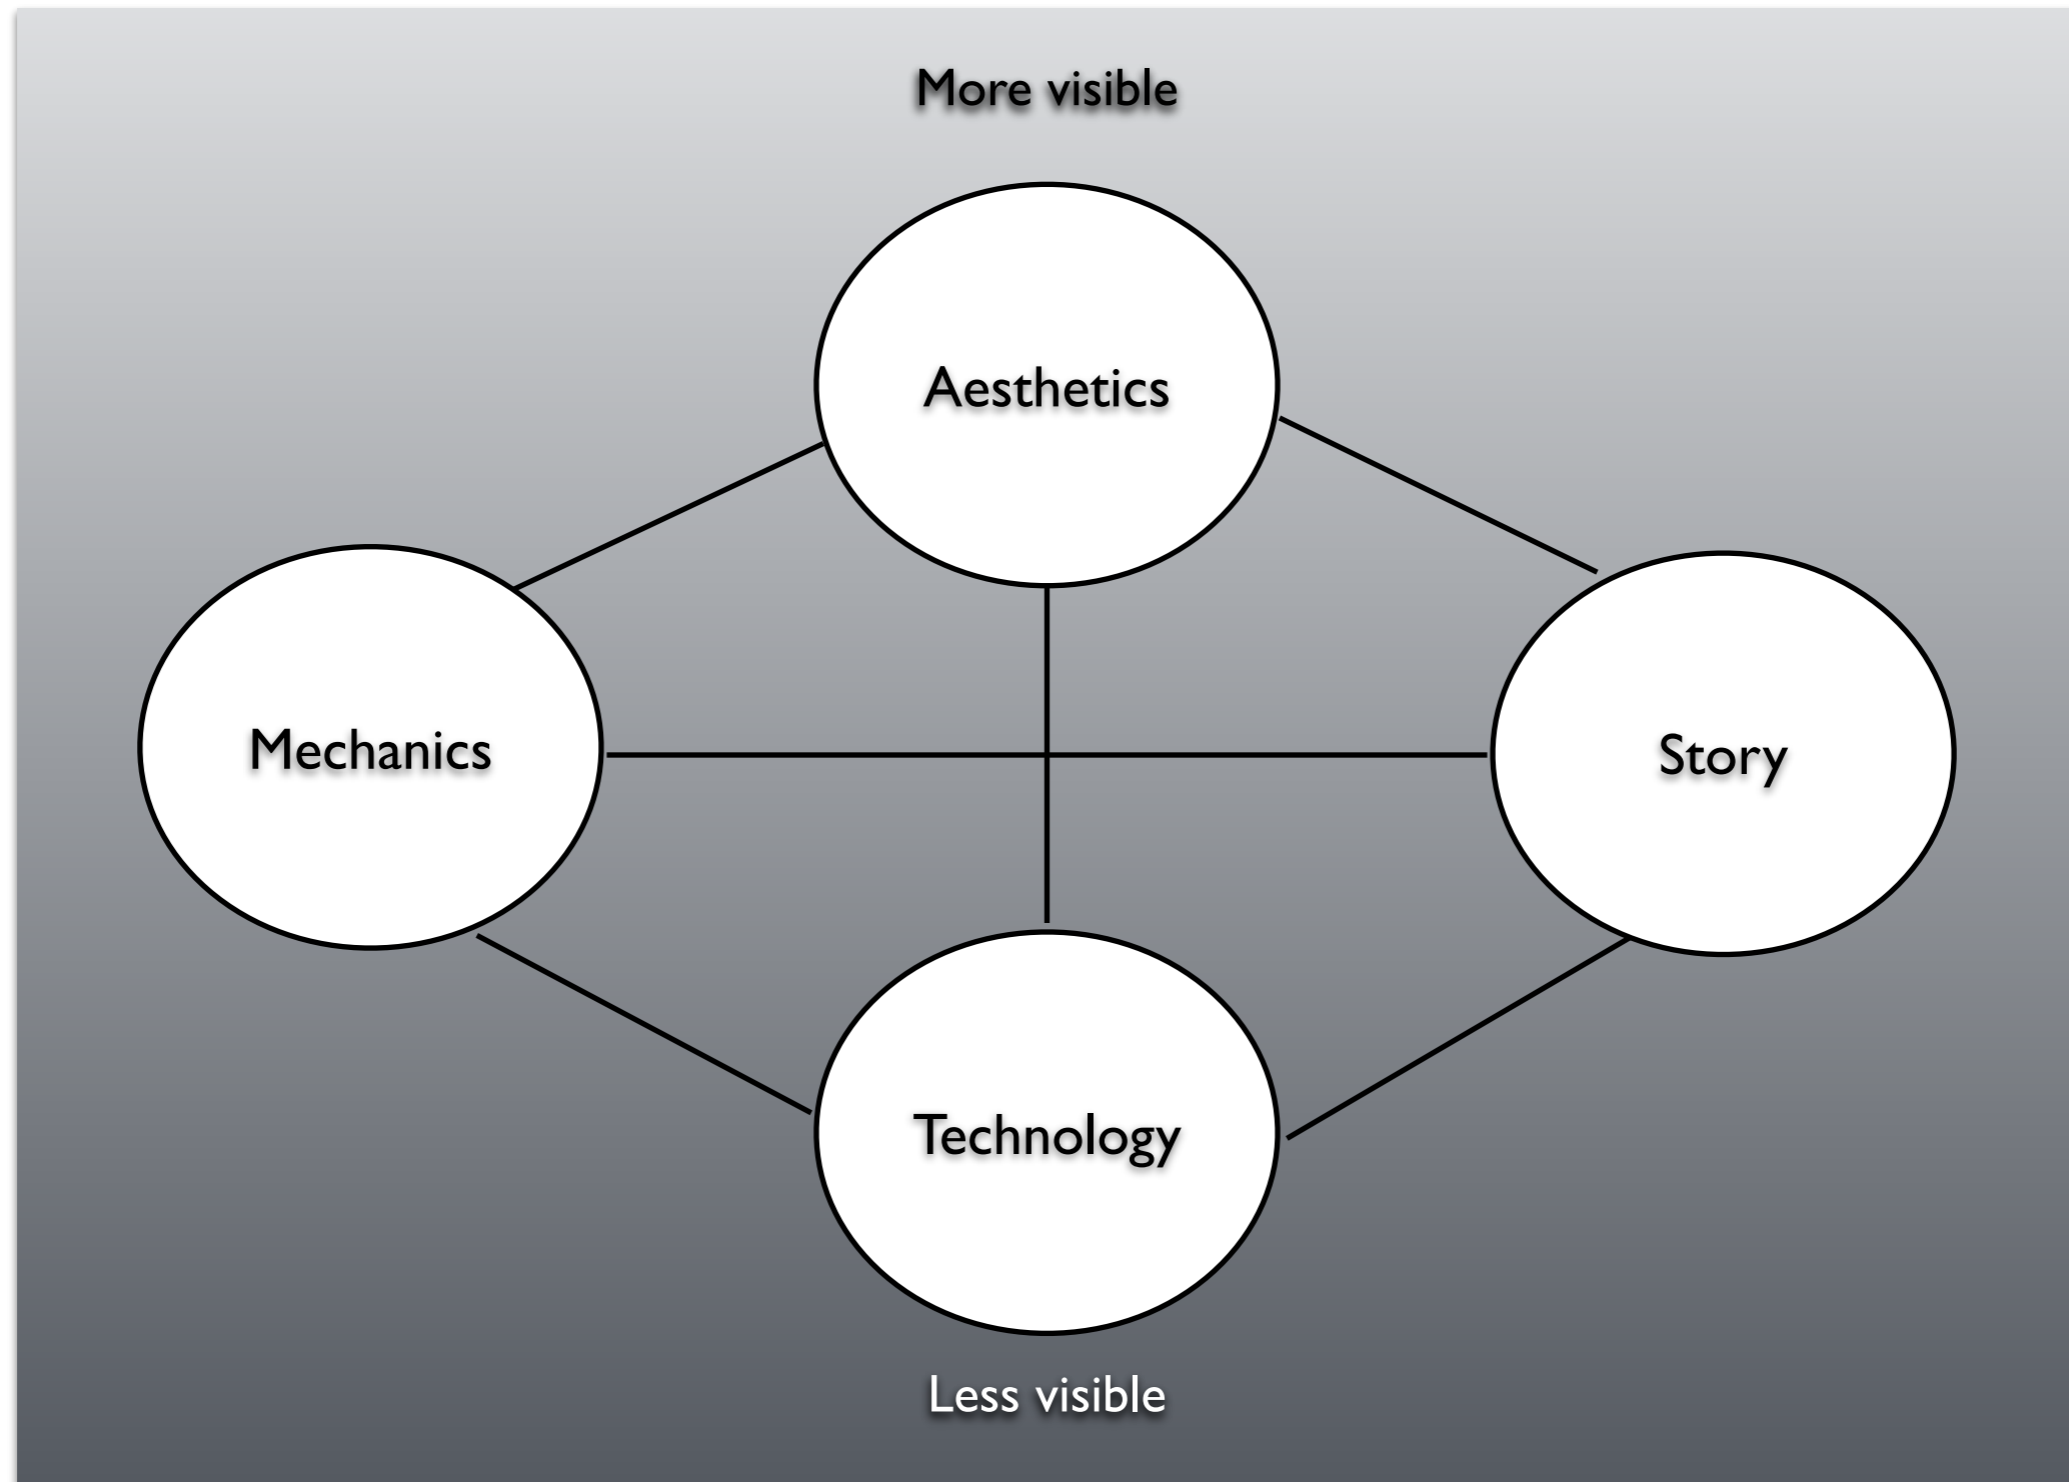 More visible
Aesthetics
Mechanics
Story
Technology
Less visible